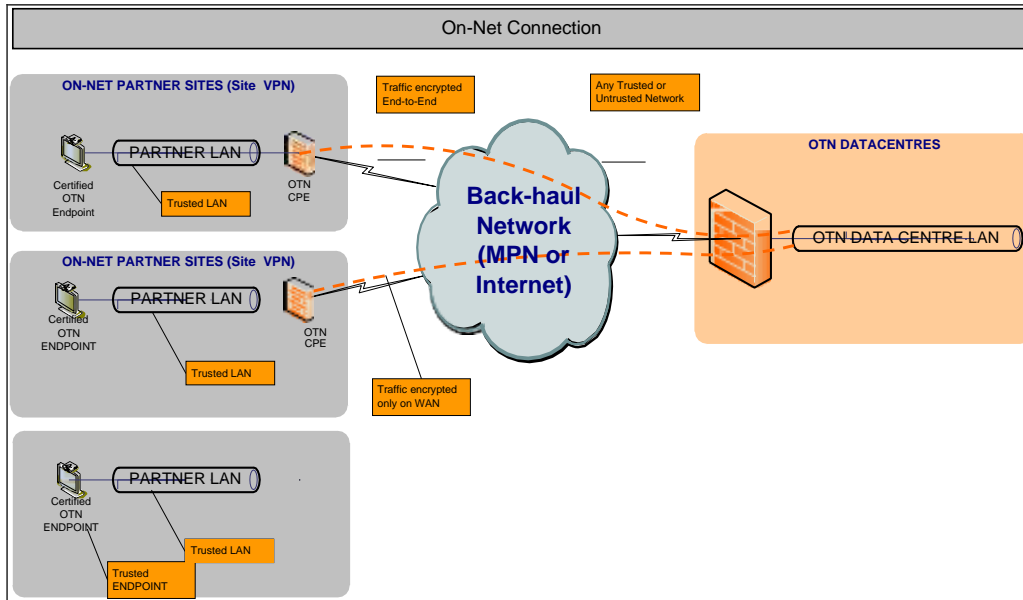 On-Net Connection
ON-NET PARTNER SITES (Site VPN)
Certified
OTN
Endpoint
PARTNER LAN
Trusted LAN
OTN
CPE
Traffic encrypted
End-to-End
Any Trusted or
Untrusted Network
Back-haul
Network
(MPN or
Internet)
OTN DATACENTRES
OTN DATA CENTRE LAN
ON-NET PARTNER SITES (Site VPN)
Certified
OTN
ENDPOINT
PARTNER LAN
Trusted LAN
OTN
CPE
Traffic encrypted
only on WAN
Certified
OTN
ENDPOINT
PARTNER LAN
Trusted LAN
Trusted
ENDPOINT